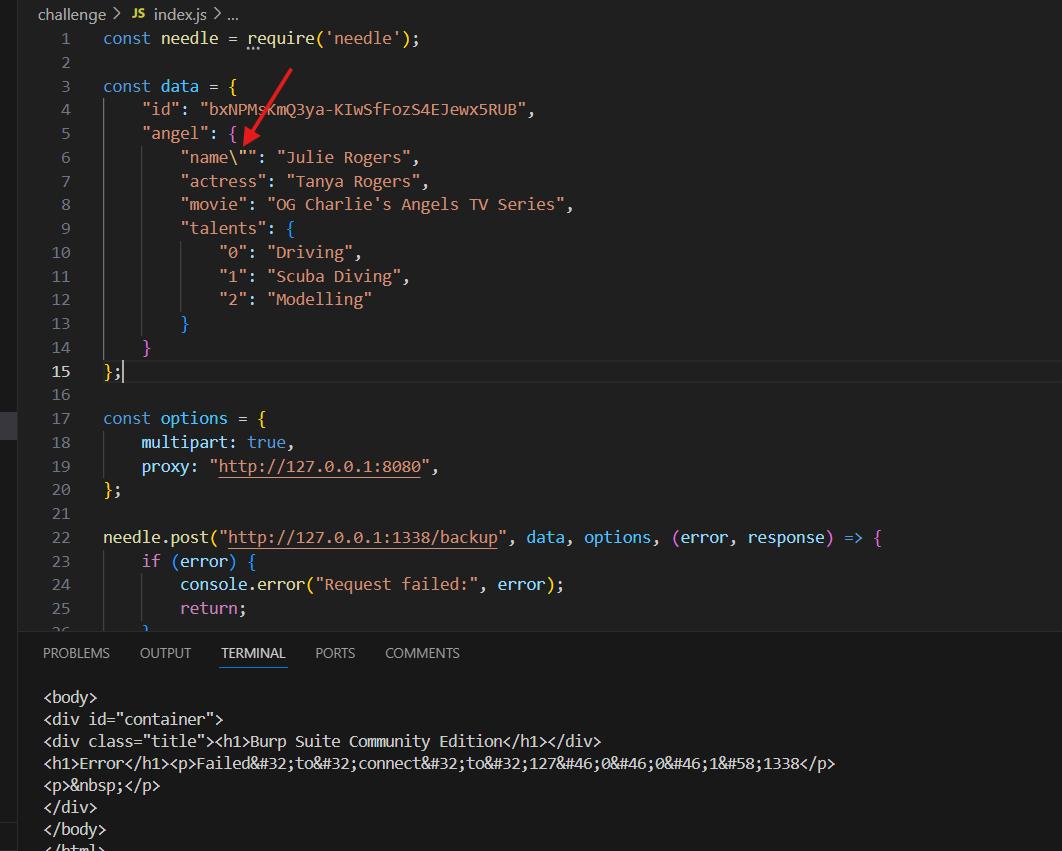 challenge > JS index.js > ...
1 const needle = require('needle');
2
3 const data = {
4 "id": "bxNPMsKmQ3ya-KIwSfFozS4EJewx5RUB",
5 "angel": {
6 "name\"": "Julie Rogers",
7 "actress": "Tanya Rogers",
8 "movie": "OG Charlie's Angels TV Series",
9 "talents": {
10 "0": "Driving",
11 "1": "Scuba Diving",
12 "2": "Modelling"
13 }
14 }
15 };
16
17 const options = {
18 multipart: true,
19 proxy: "http://127.0.0.1:8080",
20 };
21
22 needle.post("http://127.0.0.1:1338/backup", data, options, (error, response) => {
23 if (error) {
24 console.error("Request failed:", error);
25 return;
26 }
PROBLEMS OUTPUT TERMINAL PORTS COMMENTS
<body>
<div id="container">
<div class="title"><h1>Burp Suite Community Edition</h1></div>
<h1>Error</h1><p>Failed&#32;to&#32;connect&#32;to&#32;127&#46;0&#46;0&#46;1&#58;1338</p>
<p>&nbsp;</p>
</div>
</body>
</html>